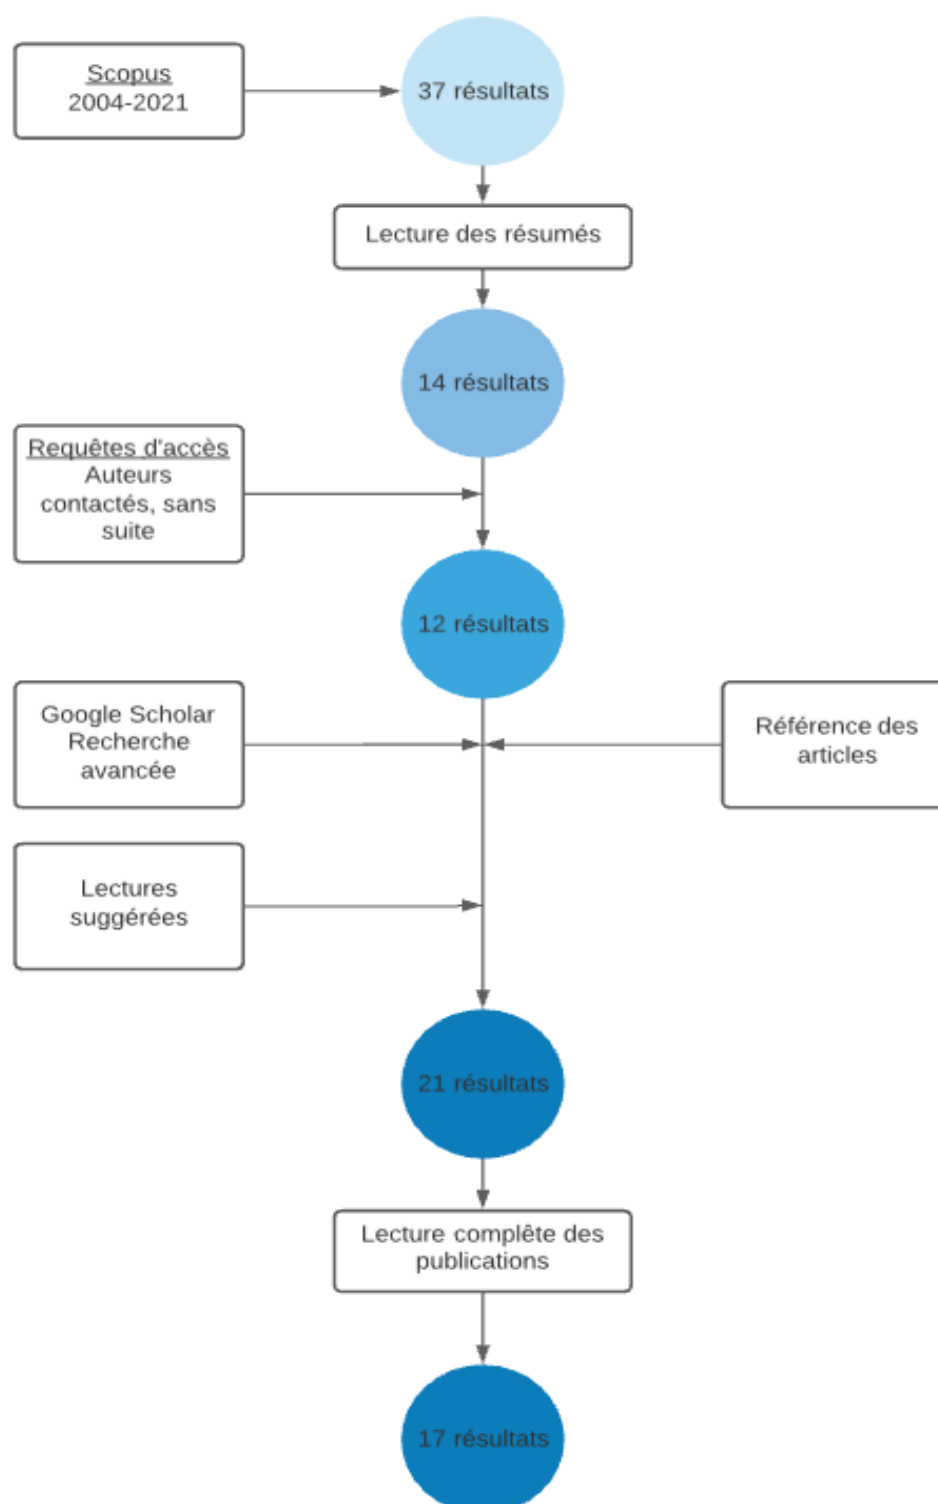 Scopus
2004-2021
37 résultats
Lecture des résumés
14 résultats
Requêtes d'accès
Auteurs
contactés, sans
suite
12 résultats
Google Scholar
Recherche
avancée
Référence des
articles
Lectures
suggérées
21 résultats
Lecture complête des
publications
17 résultats